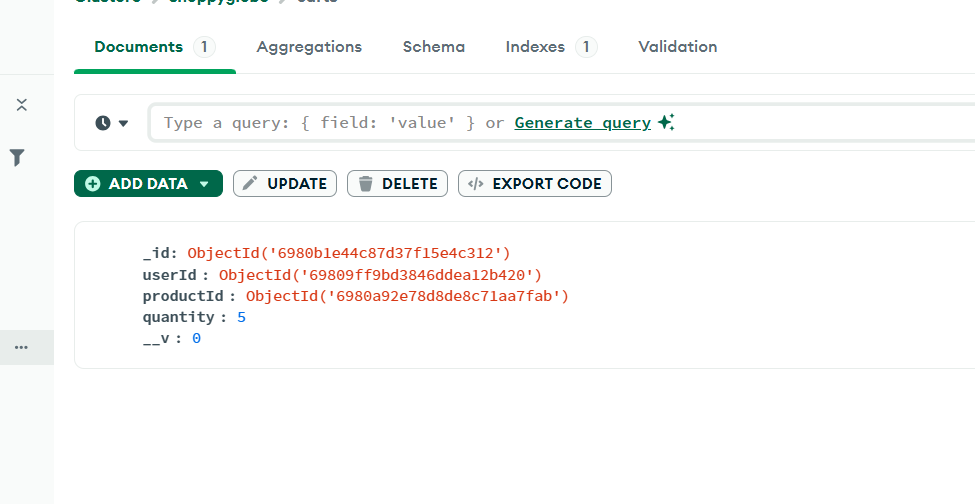 Documents 1 Aggregations Schema Indexes 1 Validation
Type a query: { field: 'value' } or Generate query
ADD DATA UPDATE DELETE EXPORT CODE
_id: ObjectId('6980b1e44c87d37f15e4c312')
userId : ObjectId('69809ff9bd3846ddea12b420')
productId : ObjectId('6980a92e78d8de8c71aa7fab')
quantity : 5
__v : 0